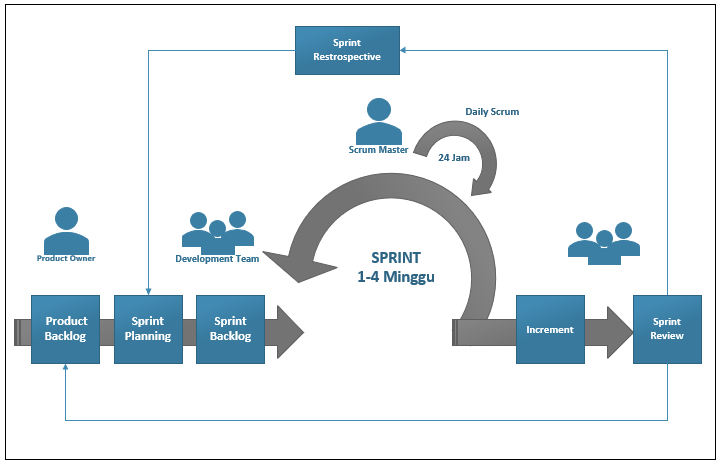 Sprint
Restrospective
Daily Scrum
24 Jam
Scrum Master
Product Owner
Development Team
SPRINT
1-4 Minggu
Product
Backlog
Sprint
Planning
Sprint
Backlog
Increment
Sprint
Review